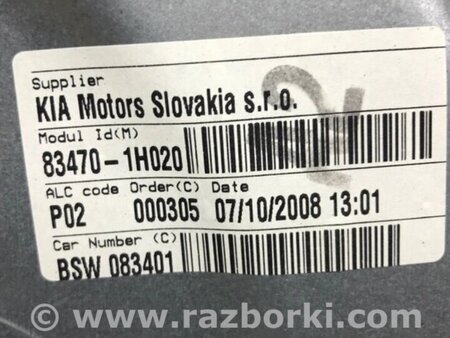 Supplier
KIA Motors Slovakia s.r.o.
Modul Id(M)
83470-1H020
ALC code Order(C) Date
P02 000305 07/10/2008 13:01
Car Number (C)
BSW 083401
© www.razborki.com